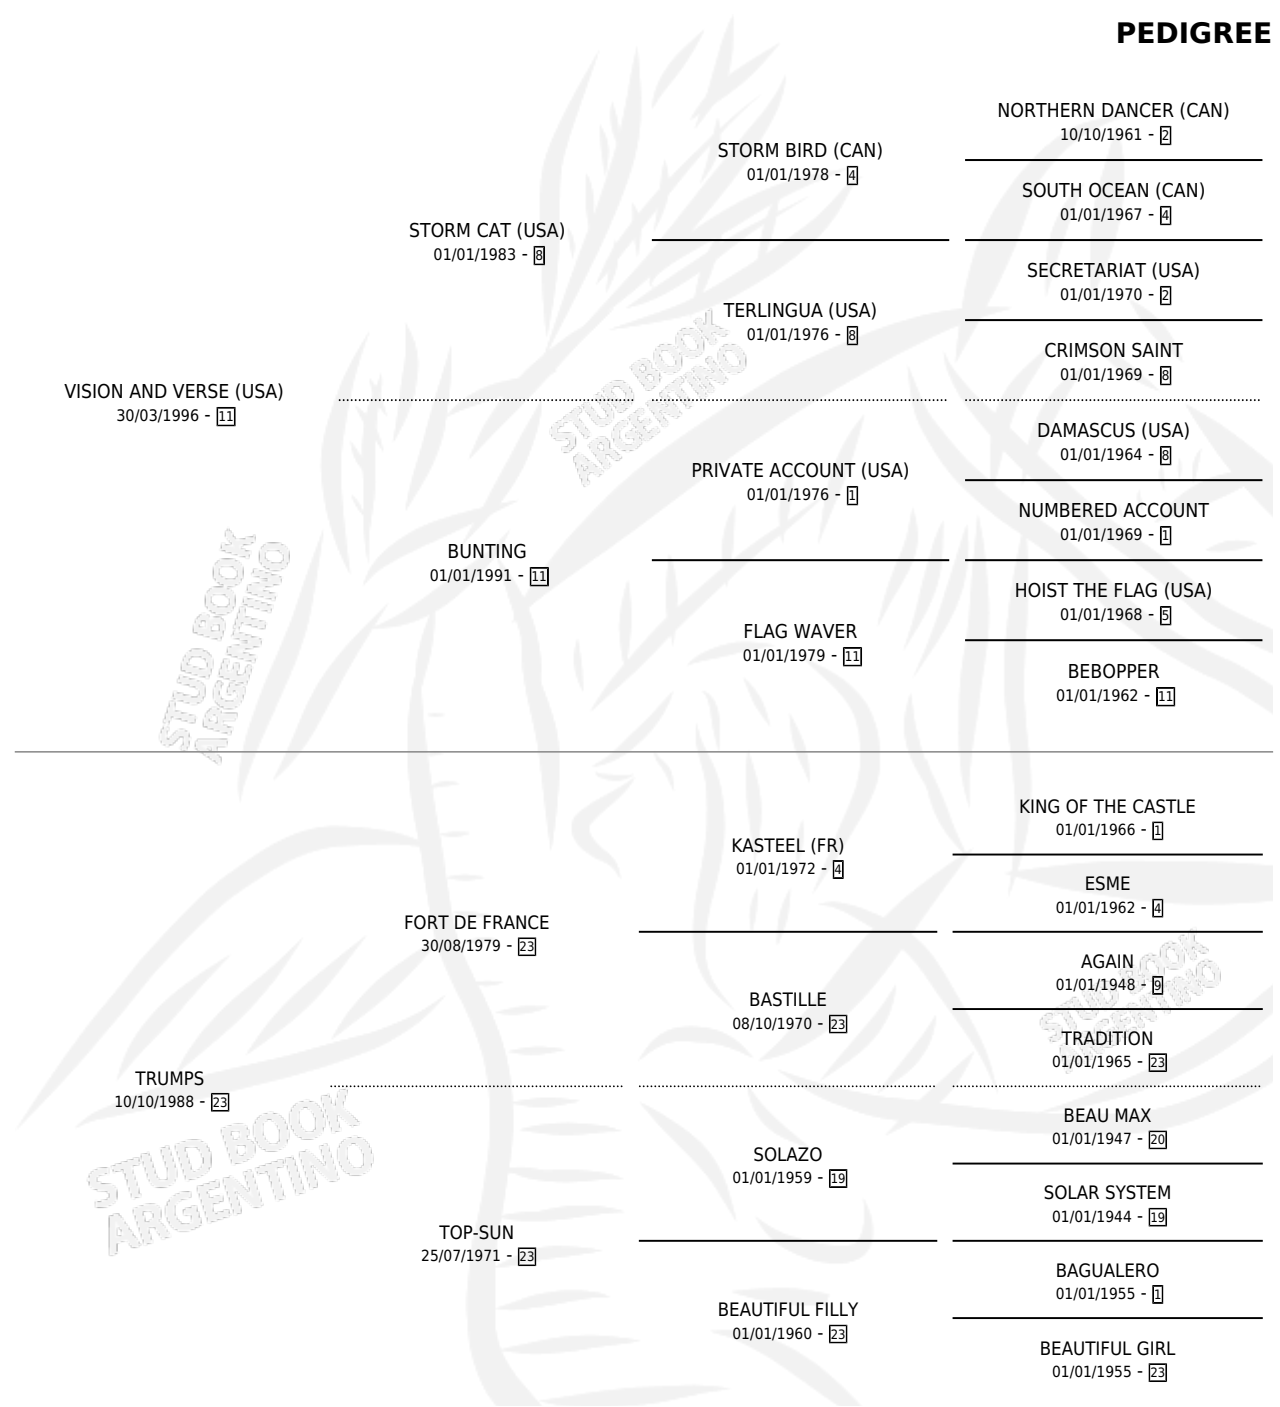 PEDIGREE
NORTHERN DANCER (CAN)
10/10/1961 - 2
STORM BIRD (CAN)
01/01/1978 - 4
SOUTH OCEAN (CAN)
01/01/1967 - 4
STORM CAT (USA)
01/01/1983 - 8
SECRETARIAT (USA)
01/01/1970 - 2
TERLINGUA (USA)
01/01/1976 - 8
CRIMSON SAINT
01/01/1969 - 8
VISION AND VERSE (USA)
30/03/1996 - 11
DAMASCUS (USA)
01/01/1964 - 8
PRIVATE ACCOUNT (USA)
01/01/1976 - 1
NUMBERED ACCOUNT
01/01/1969 - 1
BUNTING
01/01/1991 - 11
HOIST THE FLAG (USA)
01/01/1968 - 5
FLAG WAVER
01/01/1979 - 11
BEBOPPER
01/01/1962 - 11
KING OF THE CASTLE
01/01/1966 - 1
KASTEEL (FR)
01/01/1972 - 4
ESME
01/01/1962 - 4
FORT DE FRANCE
30/08/1979 - 23
AGAIN
01/01/1948 - 9
BASTILLE
08/10/1970 - 23
TRADITION
01/01/1965 - 23
TRUMPS
10/10/1988 - 23
BEAU MAX
01/01/1947 - 20
SOLAZO
01/01/1959 - 19
SOLAR SYSTEM
01/01/1944 - 19
TOP-SUN
25/07/1971 - 23
BAGUALERO
01/01/1955 - 1
BEAUTIFUL FILLY
01/01/1960 - 23
BEAUTIFUL GIRL
01/01/1955 - 23
STUD BOOK
ARGENTINO
STUD BOOK
ARGENTINO
STUD BOOK
ARGENTINO
STUD BOOK
ARGENTINO